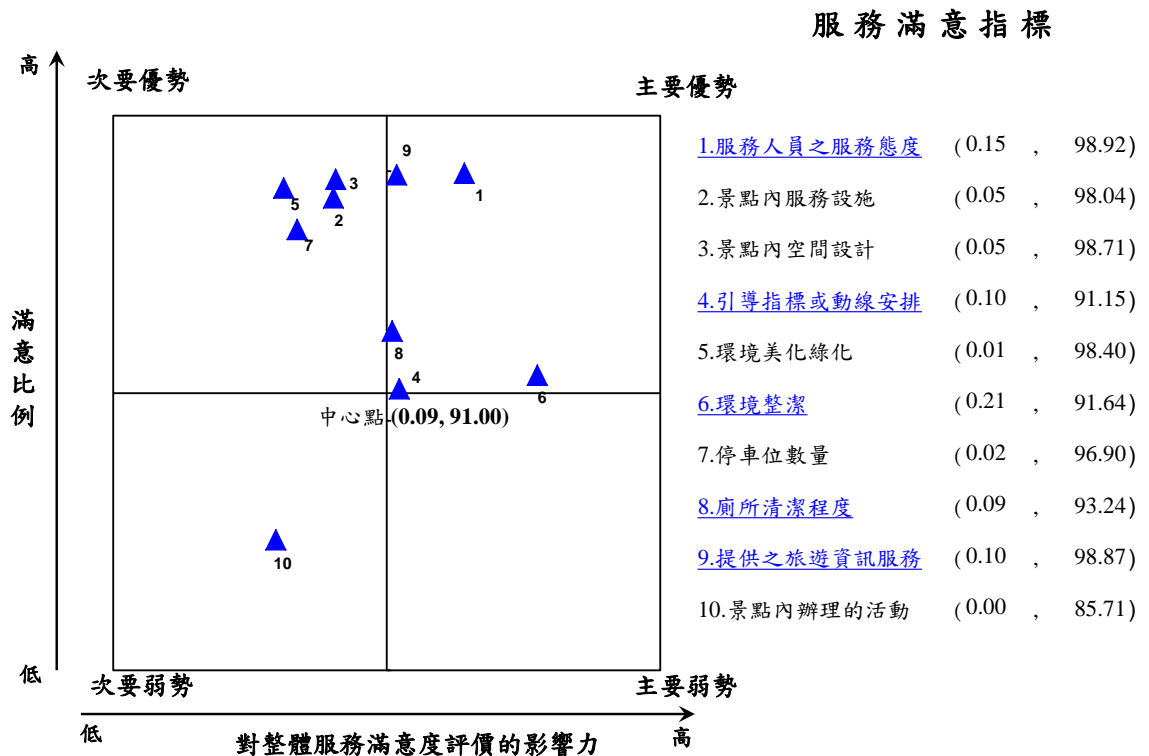 服務滿意指標
高
次要優勢
主要優勢
9
3
1
5
2
7
8
4
6
中心點 (0.09, 91.00)
10
滿意比例
低
次要弱勢
主要弱勢
低
對整體服務滿意度評價的影響力
高
1.服務人員之服務態度 (0.15 , 98.92)
2.景點內服務設施 (0.05 , 98.04)
3.景點內空間設計 (0.05 , 98.71)
4.引導指標或動線安排 (0.10 , 91.15)
5.環境美化綠化 (0.01 , 98.40)
6.環境整潔 (0.21 , 91.64)
7.停車位數量 (0.02 , 96.90)
8.廁所清潔程度 (0.09 , 93.24)
9.提供之旅遊資訊服務 (0.10 , 98.87)
10.景點內辦理的活動 (0.00 , 85.71)